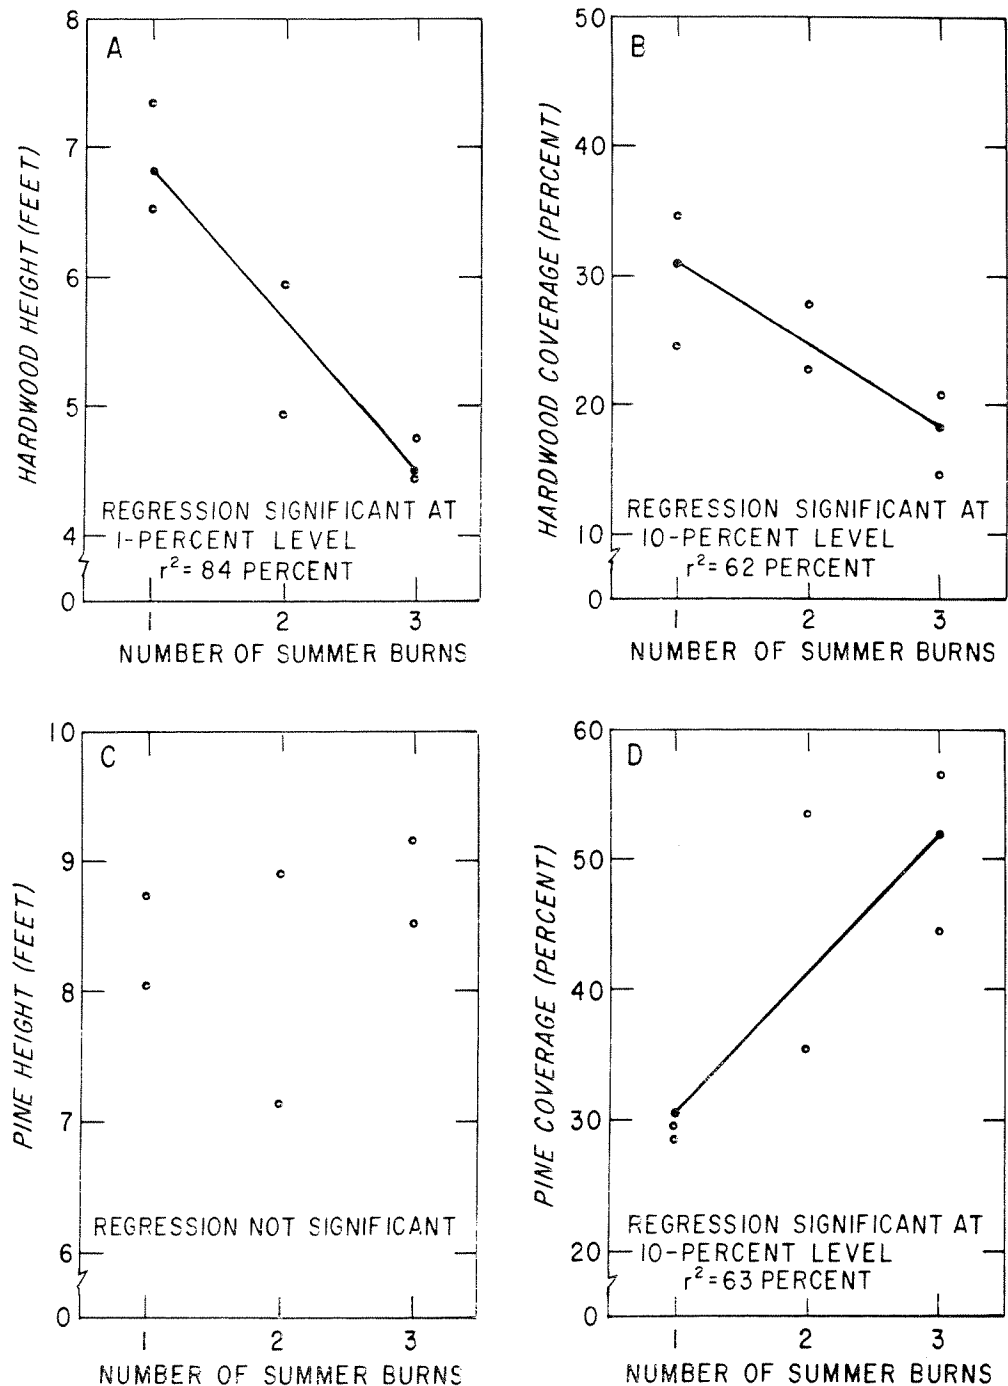 A
8
7
6
5
4
0
HARDWOOD HEIGHT (FEET)
REGRESSION SIGNIFICANT AT
1-PERCENT LEVEL
r² = 84 PERCENT
1 2 3
NUMBER OF SUMMER BURNS
B
50
40
30
20
10
0
HARDWOOD COVERAGE (PERCENT)
REGRESSION SIGNIFICANT AT
10-PERCENT LEVEL
r² = 62 PERCENT
1 2 3
NUMBER OF SUMMER BURNS
C
10
9
8
7
6
0
PINE HEIGHT (FEET)
REGRESSION NOT SIGNIFICANT
1 2 3
NUMBER OF SUMMER BURNS
D
60
50
40
30
20
0
PINE COVERAGE (PERCENT)
REGRESSION SIGNIFICANT AT
10-PERCENT LEVEL
r² = 63 PERCENT
1 2 3
NUMBER OF SUMMER BURNS